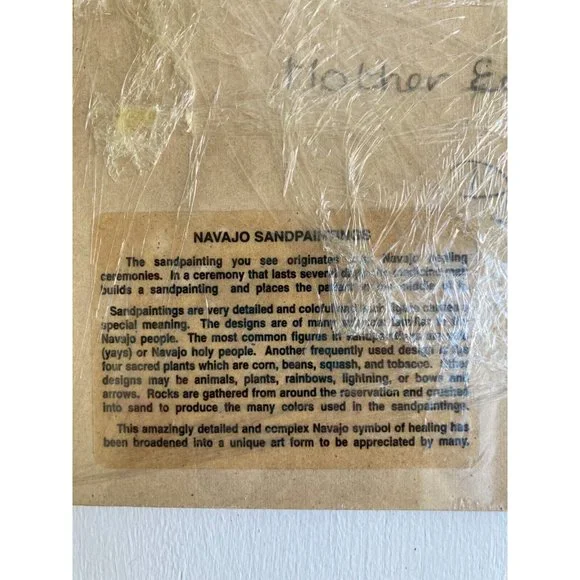 Mother
NAVAJO SANDPAINTINGS
The sandpainting you see originates Navajo healing
ceremonies. In a ceremony that lasts several
builds a sandpainting and places the
Sandpaintings are very detailed and colorful
special meaning. The designs are of many
Navajo people. The most common figures in
(yays) or Navajo holy people. Another frequently used design
four sacred plants which are corn, beans, squash, and tobacco. Other
designs may be animals, plants, rainbows, lightning, or bows and
arrows. Rocks are gathered from around the reservation and crushed
into sand to produce the many colors used in the sandpaintings.
This amazingly detailed and complex Navajo symbol of healing has
been broadened into a unique art form to be appreciated by many.